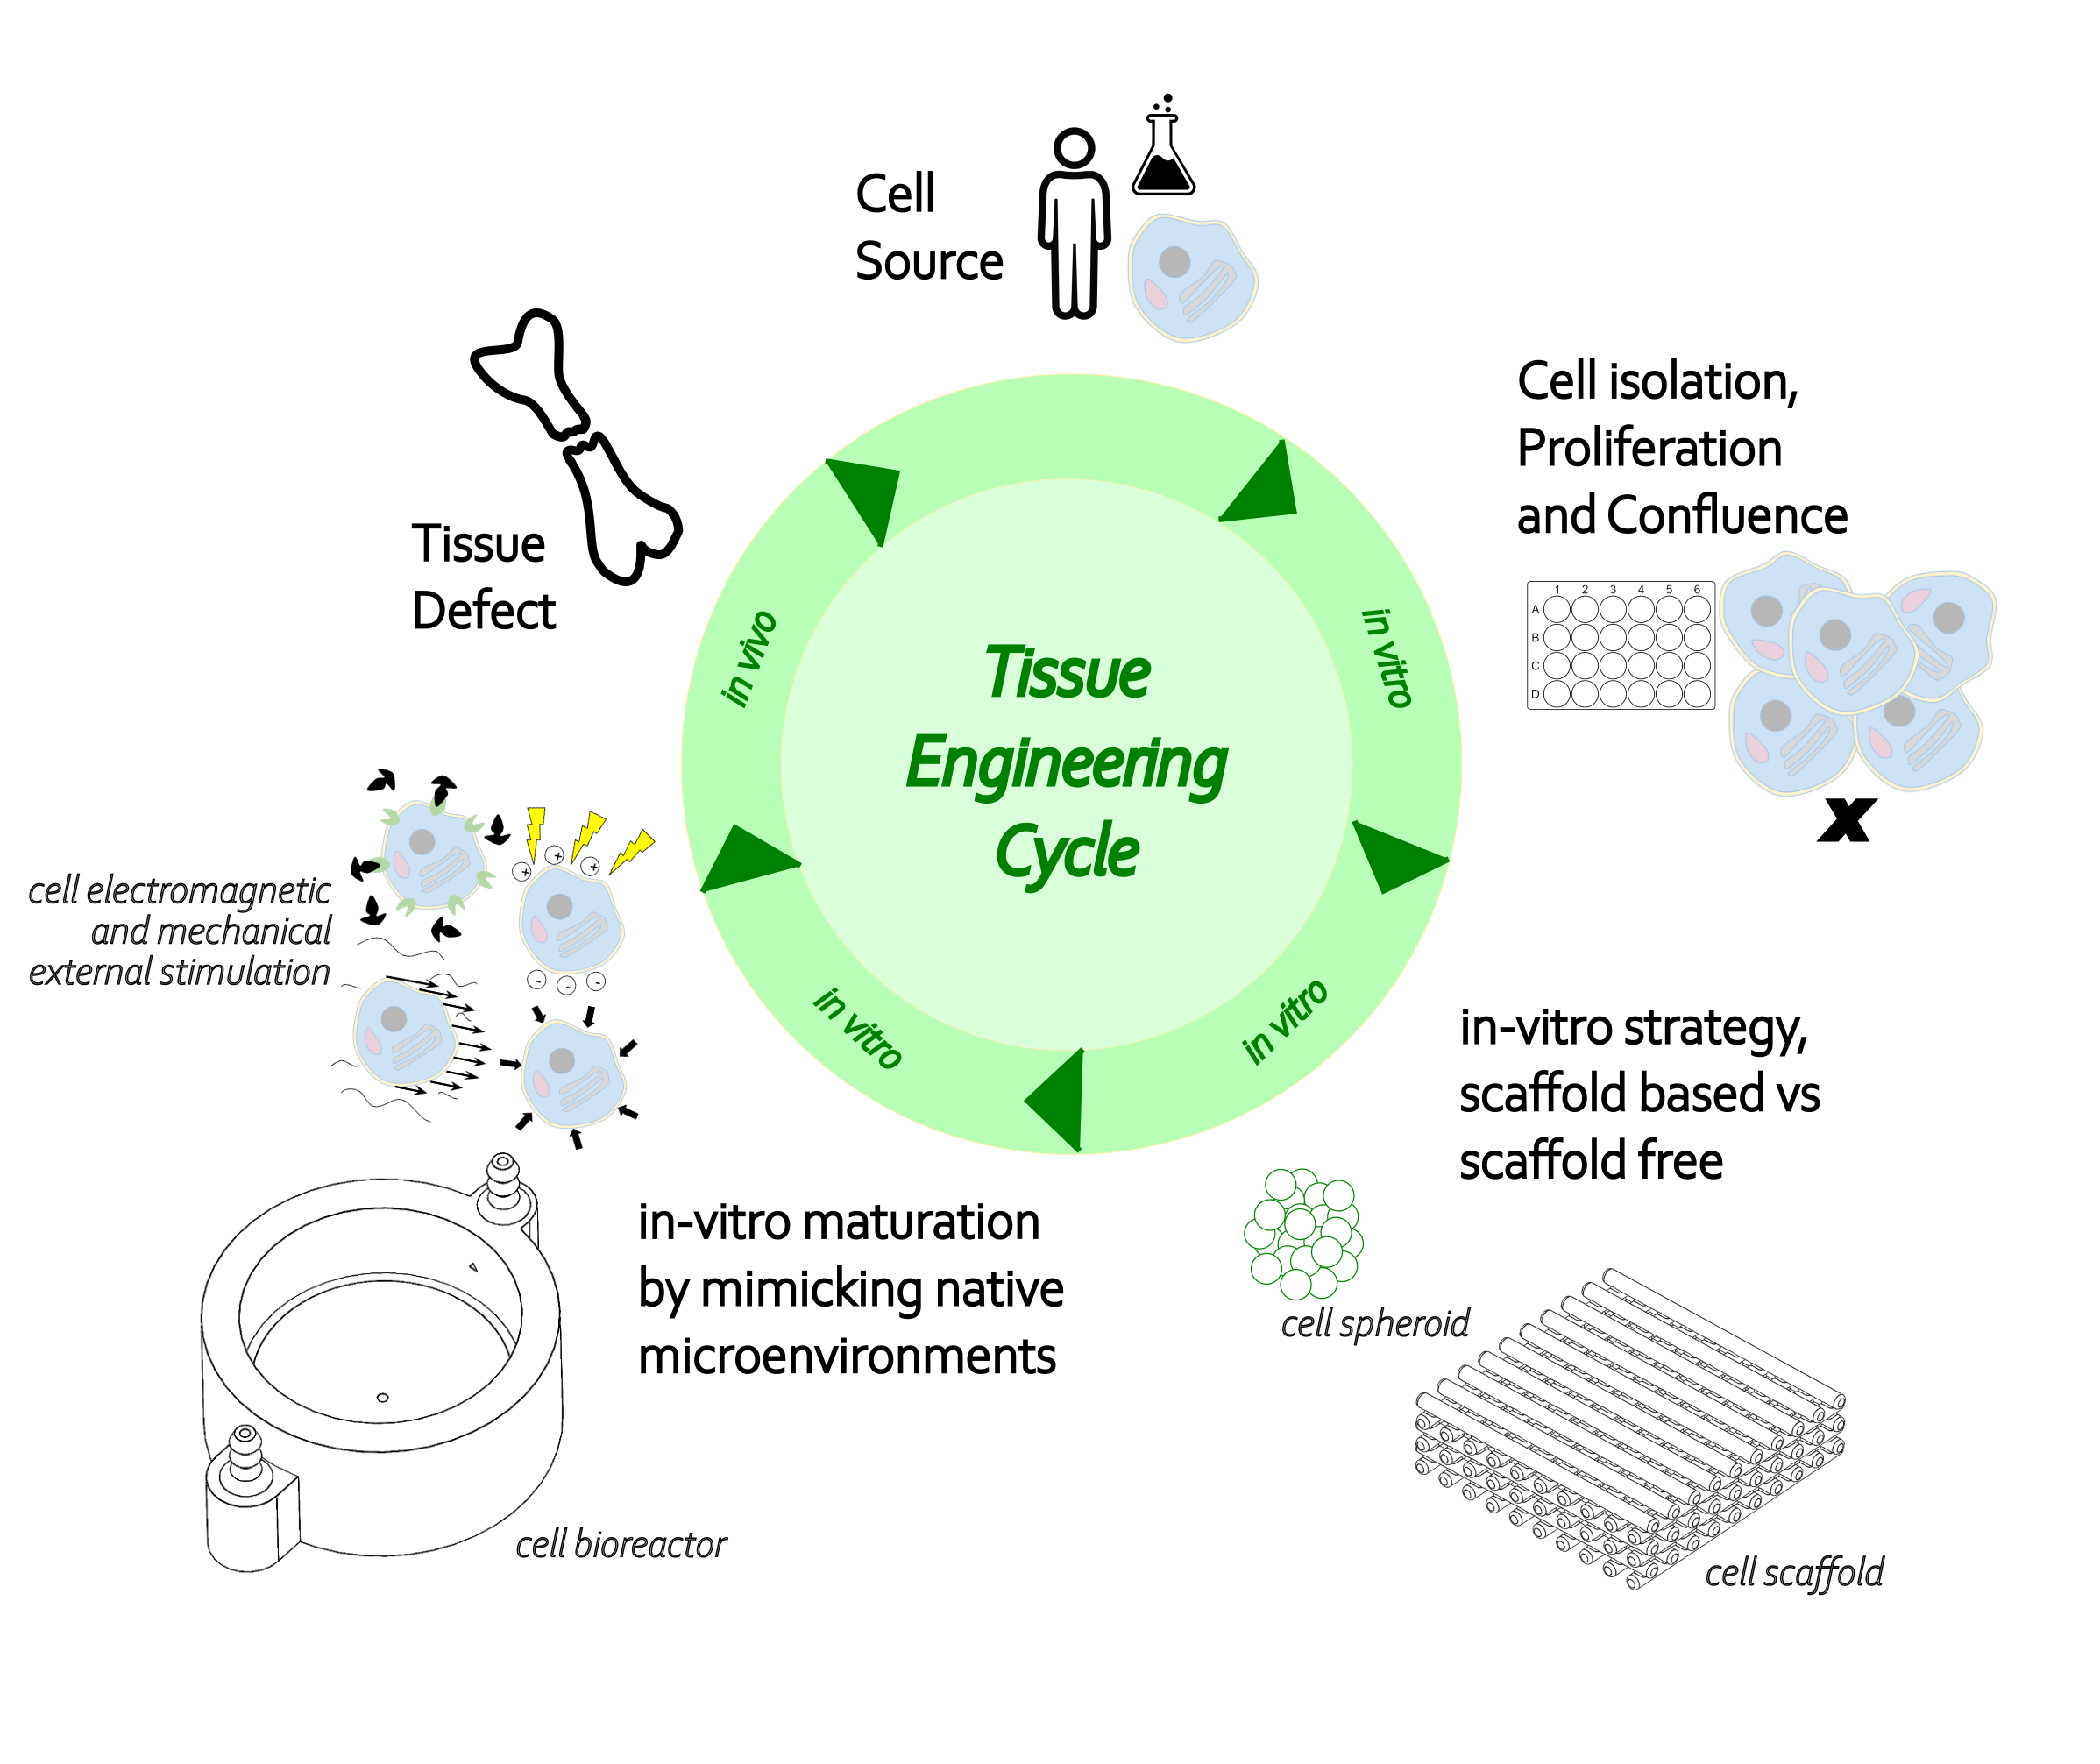 Cell
Source
Cell isolation,
Proliferation
and Confluence
1 2 3 4 5 6
A
B
C
D
x
Tissue
Defect
in vivo
in vitro
Tissue
Engineering
Cycle
in vitro
in vitro
cell electromagnetic
and mechanical
external stimulation
+ + +
- - -
in-vitro strategy,
scaffold based vs
scaffold free
in-vitro maturation
by mimicking native
microenvironments
cell spheroid
cell bioreactor
cell scaffold